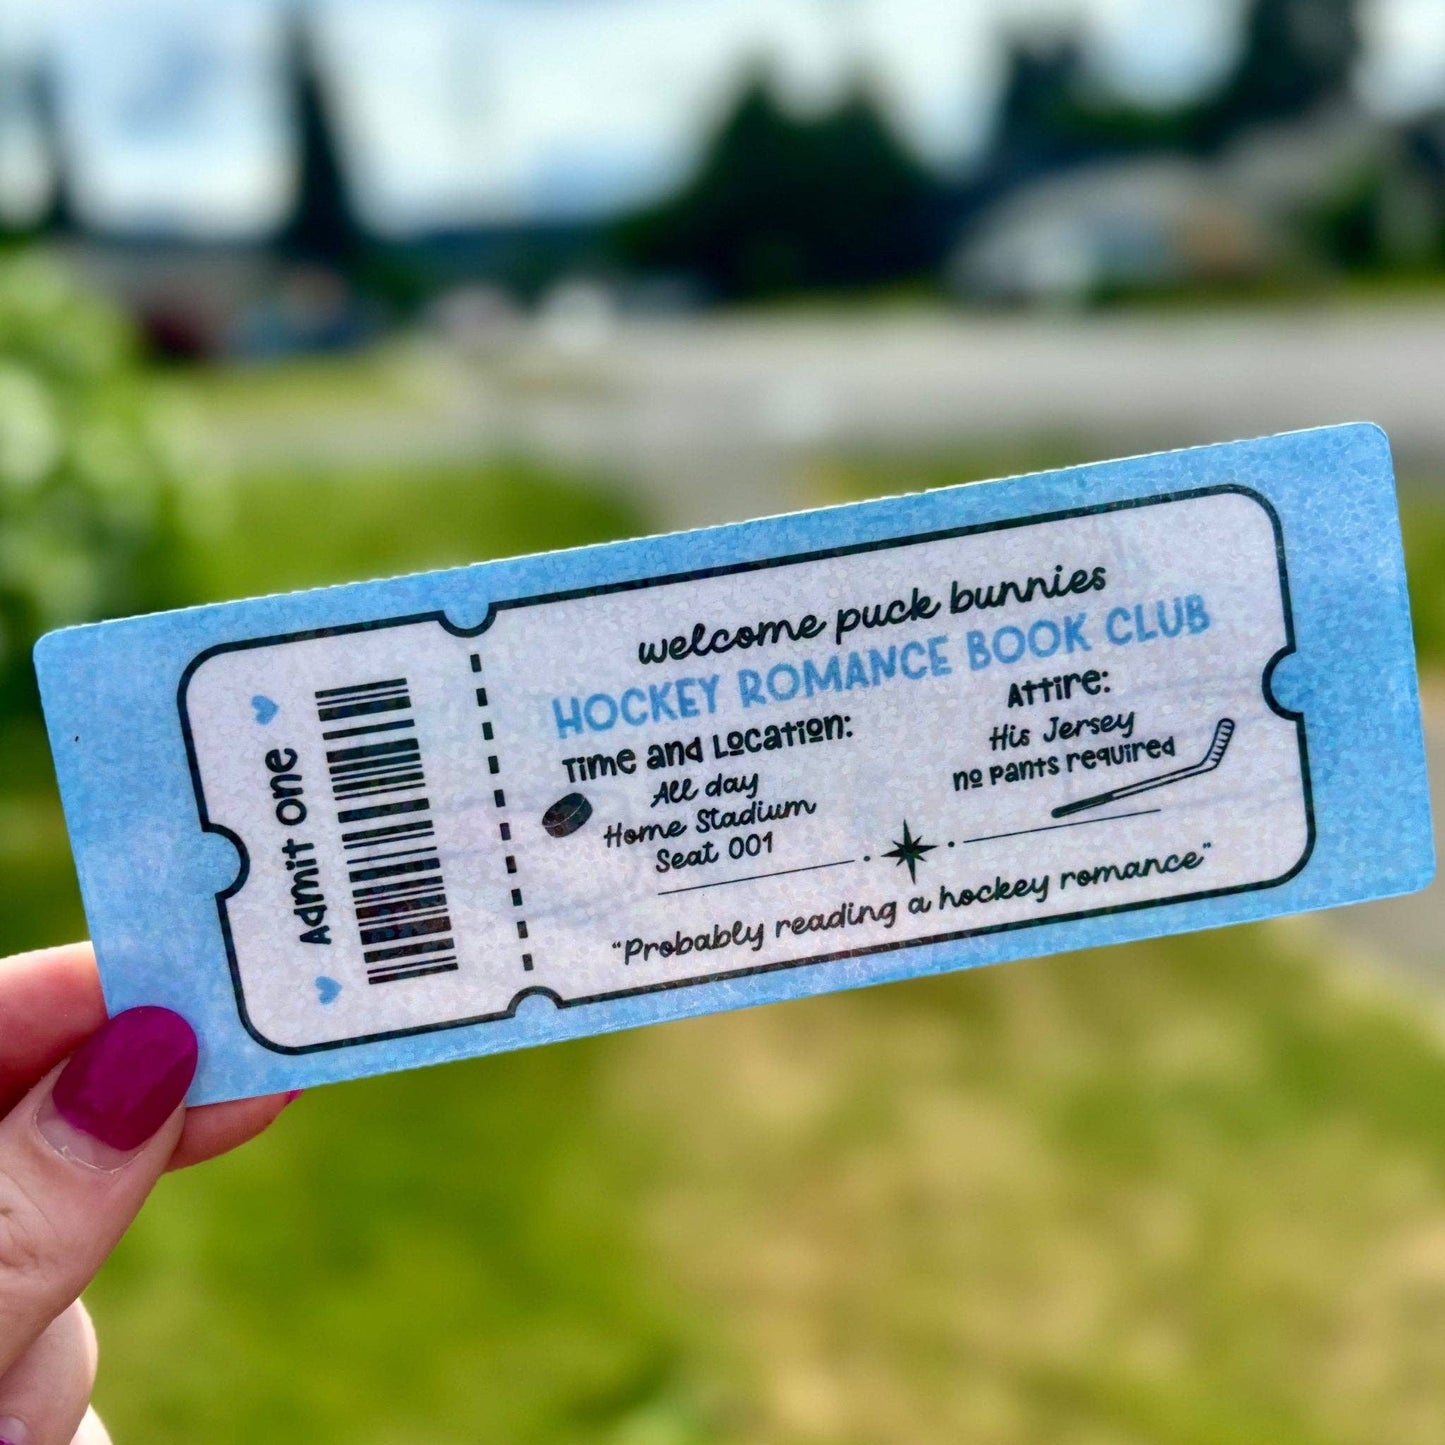 Admit one
welcome puck bunnies
HOCKEY ROMANCE BOOK CLUB
Time and Location:
All day
Home Stadium
Seat 001
Attire:
His Jersey
no pants required
"Probably reading a hockey romance"